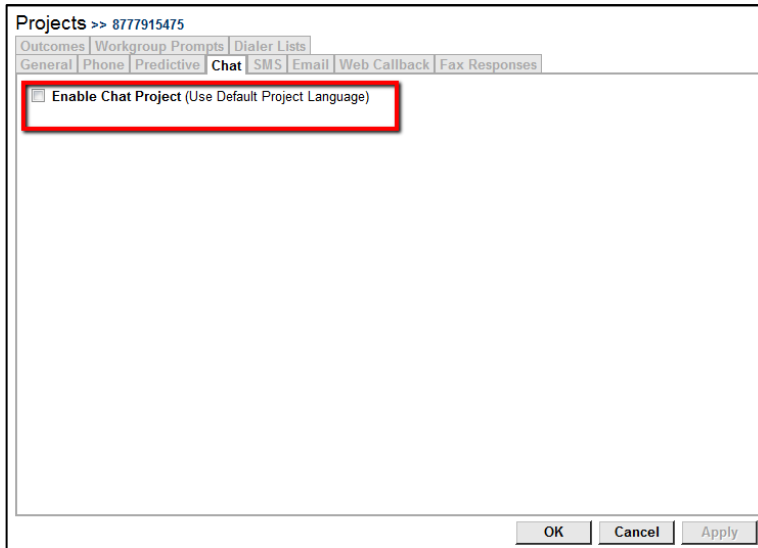 Projects >> 8777915475
Outcomes Workgroup Prompts Dialer Lists
General Phone Predictive Chat SMS Email Web Callback Fax Responses
Enable Chat Project (Use Default Project Language)
OK Cancel Apply